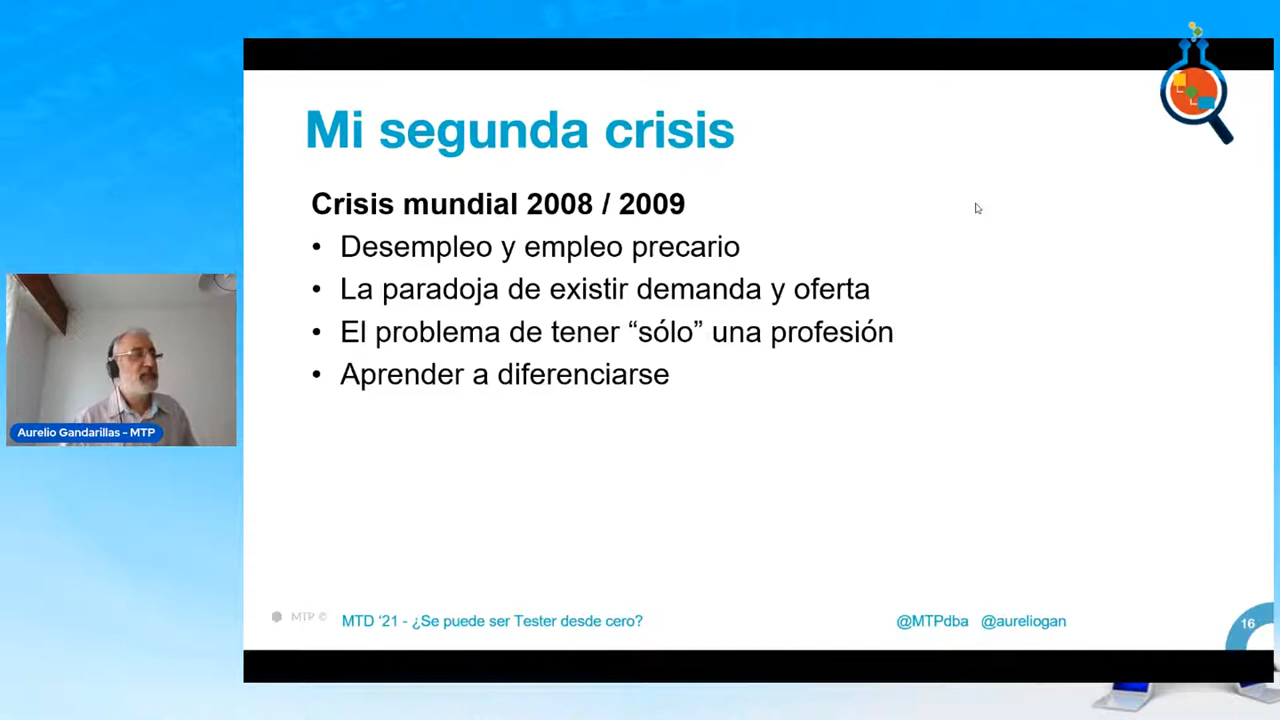 Mi segunda crisis
Crisis mundial 2008 / 2009
• Desempleo y empleo precario
• La paradoja de existir demanda y oferta
• El problema de tener “sólo” una profesión
• Aprender a diferenciarse
Aurelio Gandarillas - MTP
MTP ©
MTD ‘21 - ¿Se puede ser Tester desde cero?
@MTPdba @aureliogan
16